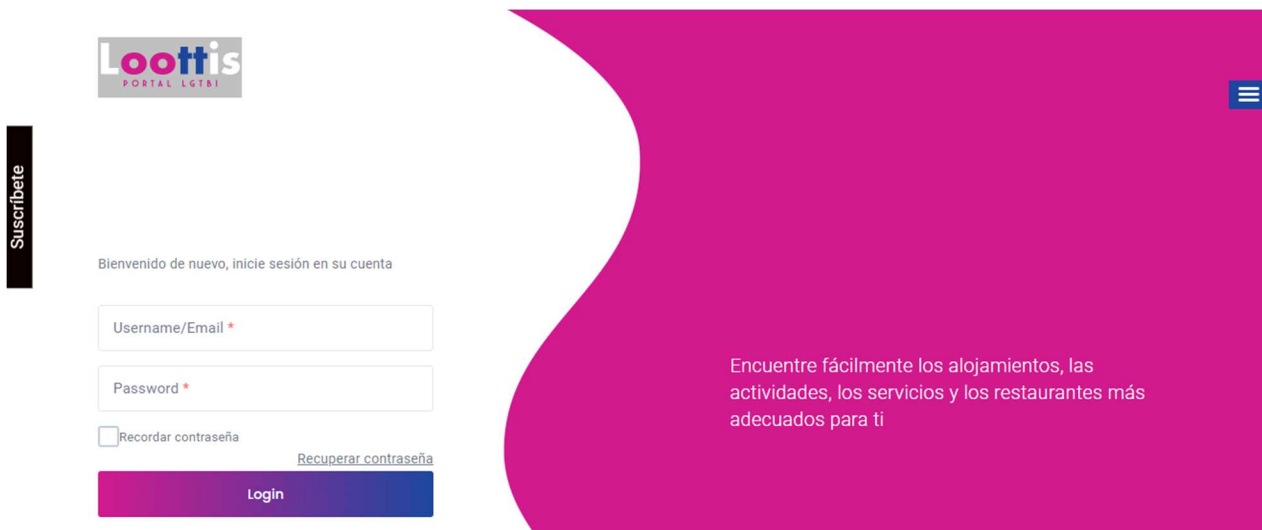 Loottis
PORTAL LGTBI
Suscríbete
Bienvenido de nuevo, inicie sesión en su cuenta
Username/Email *
Password *
Recordar contraseña
Recuperar contraseña
Login
Encuentre fácilmente los alojamientos, las
actividades, los servicios y los restaurantes más
adecuados para ti